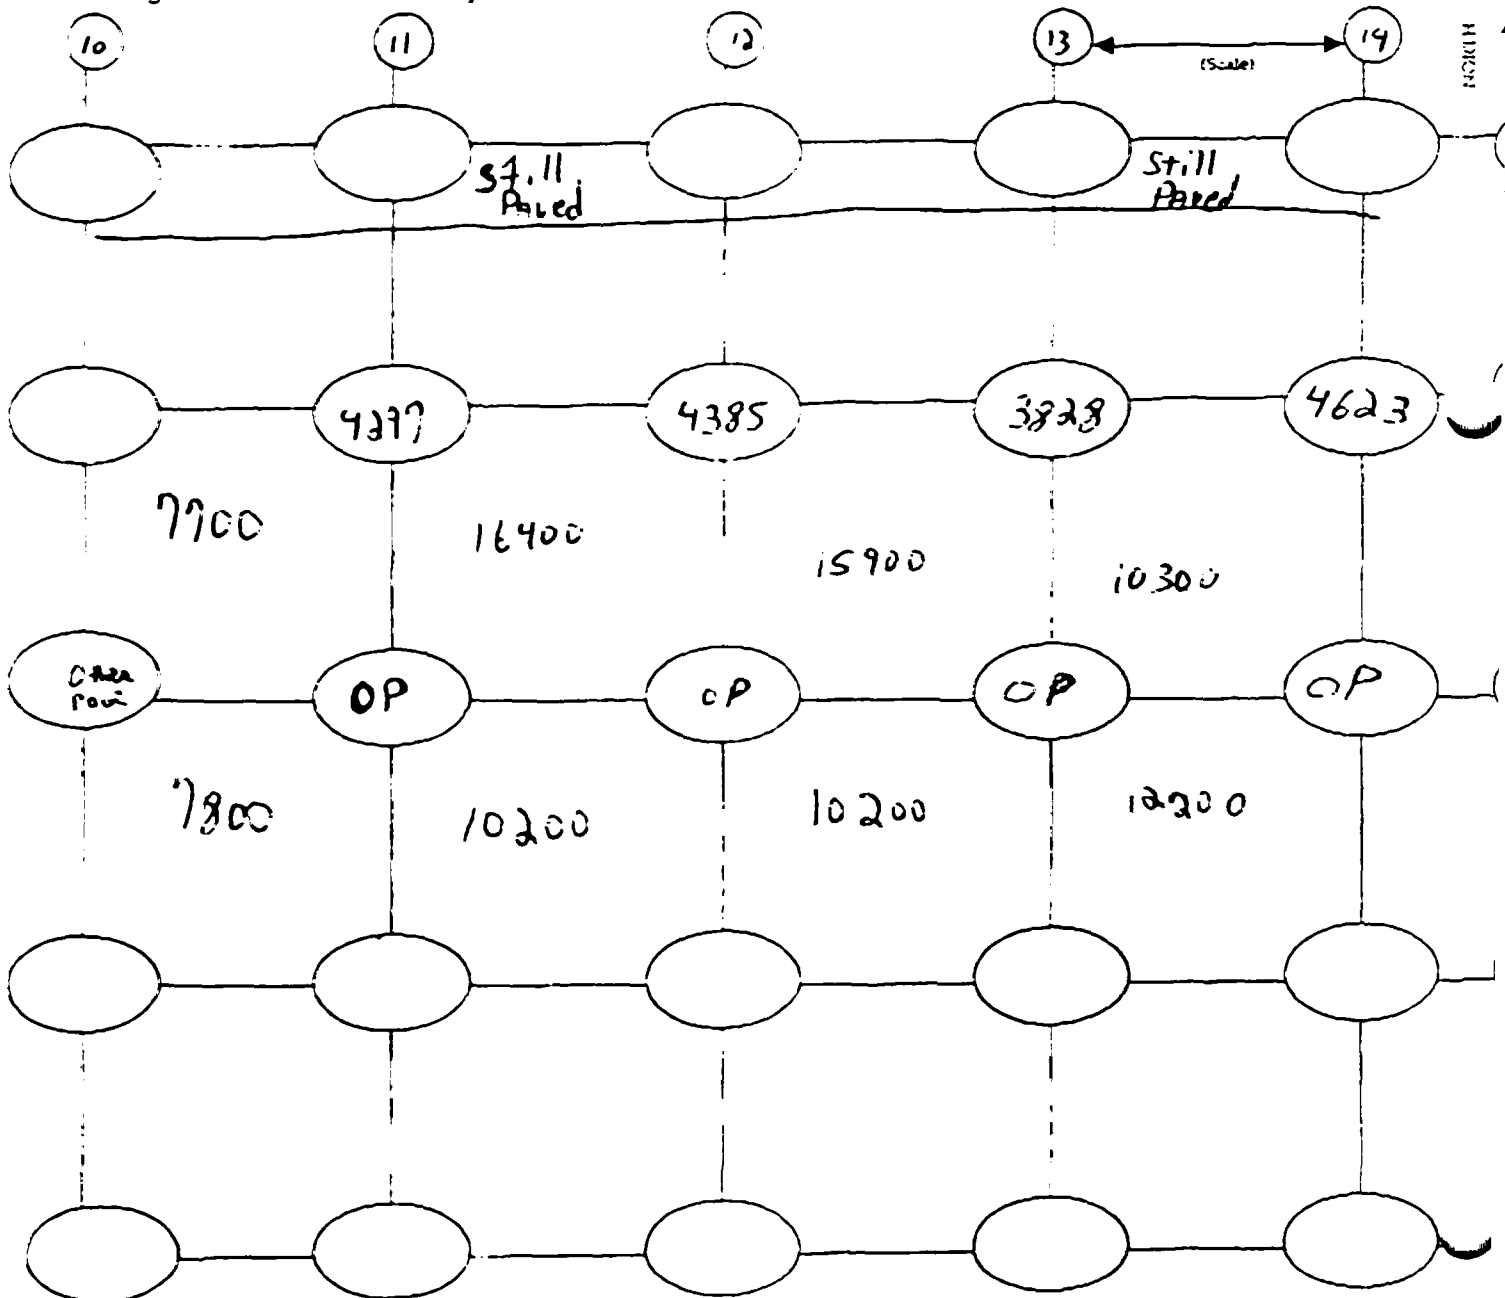 10 11 12 13 14
(Scale)
Still Still
Paved Paved
4385 3828 4623
7700 16400 15900 10300
Other OP OP OP OP
7800 10200 10200 12200